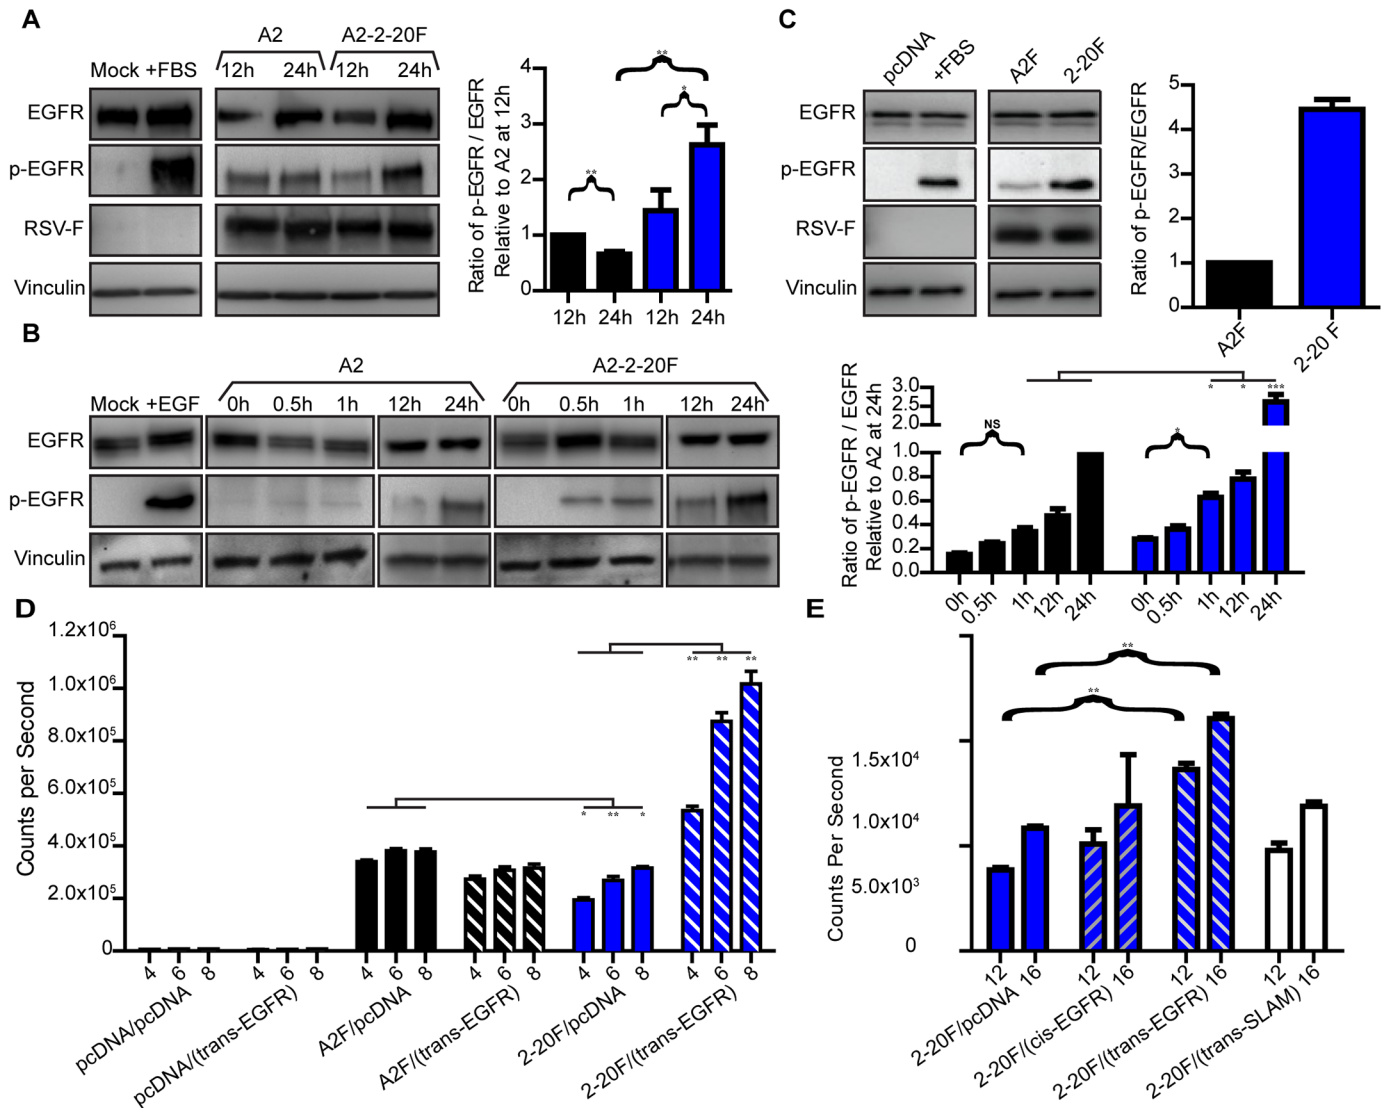 A
A2 A2-2-20F
Mock +FBS 12h 24h 12h 24h
EGFR
p-EGFR
RSV-F
Vinculin
Ratio of p-EGFR / EGFR
Relative to A2 at 12h
4
3
2
1
0
**
**
*
12h 24h 12h 24h
C
pcDNA +FBS A2F 2-20F
EGFR
p-EGFR
RSV-F
Vinculin
Ratio of p-EGFR/EGFR
5
4
3
2
1
0
A2F 2-20 F
B
A2 A2-2-20F
Mock +EGF 0h 0.5h 1h 12h 24h 0h 0.5h 1h 12h 24h
EGFR
p-EGFR
Vinculin
Ratio of p-EGFR / EGFR
Relative to A2 at 24h
3.0
2.5
2.0
1.0
0.8
0.6
0.4
0.2
0.0
NS
*
* * ***
0h 0.5h 1h 12h 24h 0h 0.5h 1h 12h 24h
D
Counts per Second
1.2x10⁶
1.0x10⁶
8.0x10⁵
6.0x10⁵
4.0x10⁵
2.0x10⁵
0
* ** *
** ** **
4 6 8 4 6 8 4 6 8 4 6 8 4 6 8 4 6 8
pcDNA/pcDNA
pcDNA/(trans-EGFR)
A2F/pcDNA
A2F/(trans-EGFR)
2-20F/pcDNA
2-20F/(trans-EGFR)
E
Counts Per Second
1.5x10⁴
1.0x10⁴
5.0x10³
0
**
**
12 16 12 16 12 16 12 16
2-20F/pcDNA
2-20F/(cis-EGFR)
2-20F/(trans-EGFR)
2-20F/(trans-SLAM)